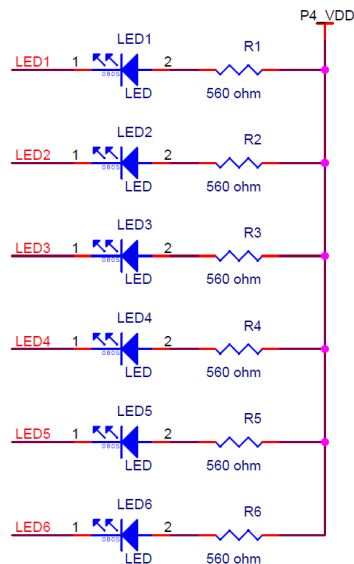 P4_VDD
LED1 R1
LED1 1 0805 2
LED 560 ohm
LED2 R2
LED2 1 0805 2
LED 560 ohm
LED3 R3
LED3 1 0805 2
LED 560 ohm
LED4 R4
LED4 1 0805 2
LED 560 ohm
LED5 R5
LED5 1 0805 2
LED 560 ohm
LED6 R6
LED6 1 0805 2
LED 560 ohm